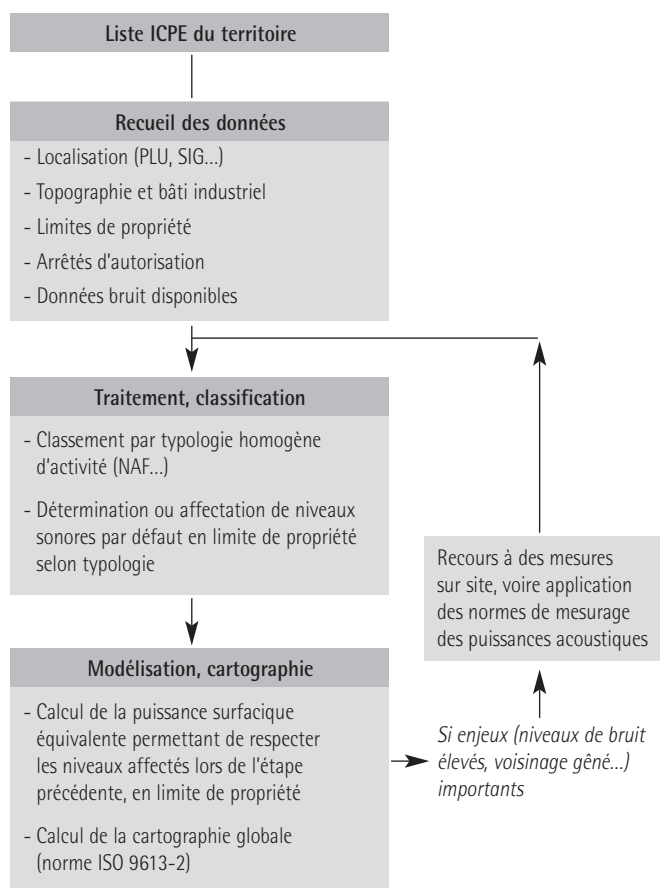 Liste ICPE du territoire
Recueil des données
- Localisation (PLU, SIG...)
- Topographie et bâti industriel
- Limites de propriété
- Arrêtés d'autorisation
- Données bruit disponibles
Traitement, classification
- Classement par typologie homogène
d'activité (NAF...)
- Détermination ou affectation de niveaux
sonores par défaut en limite de propriété
selon typologie
Modélisation, cartographie
- Calcul de la puissance surfacique
équivalente permettant de respecter
les niveaux affectés lors de l'étape
précédente, en limite de propriété
- Calcul de la cartographie globale
(norme ISO 9613-2)
Si enjeux (niveaux de bruit
élevés, voisinage gêné...)
importants
Recours à des mesures
sur site, voire application
des normes de mesurage
des puissances acoustiques